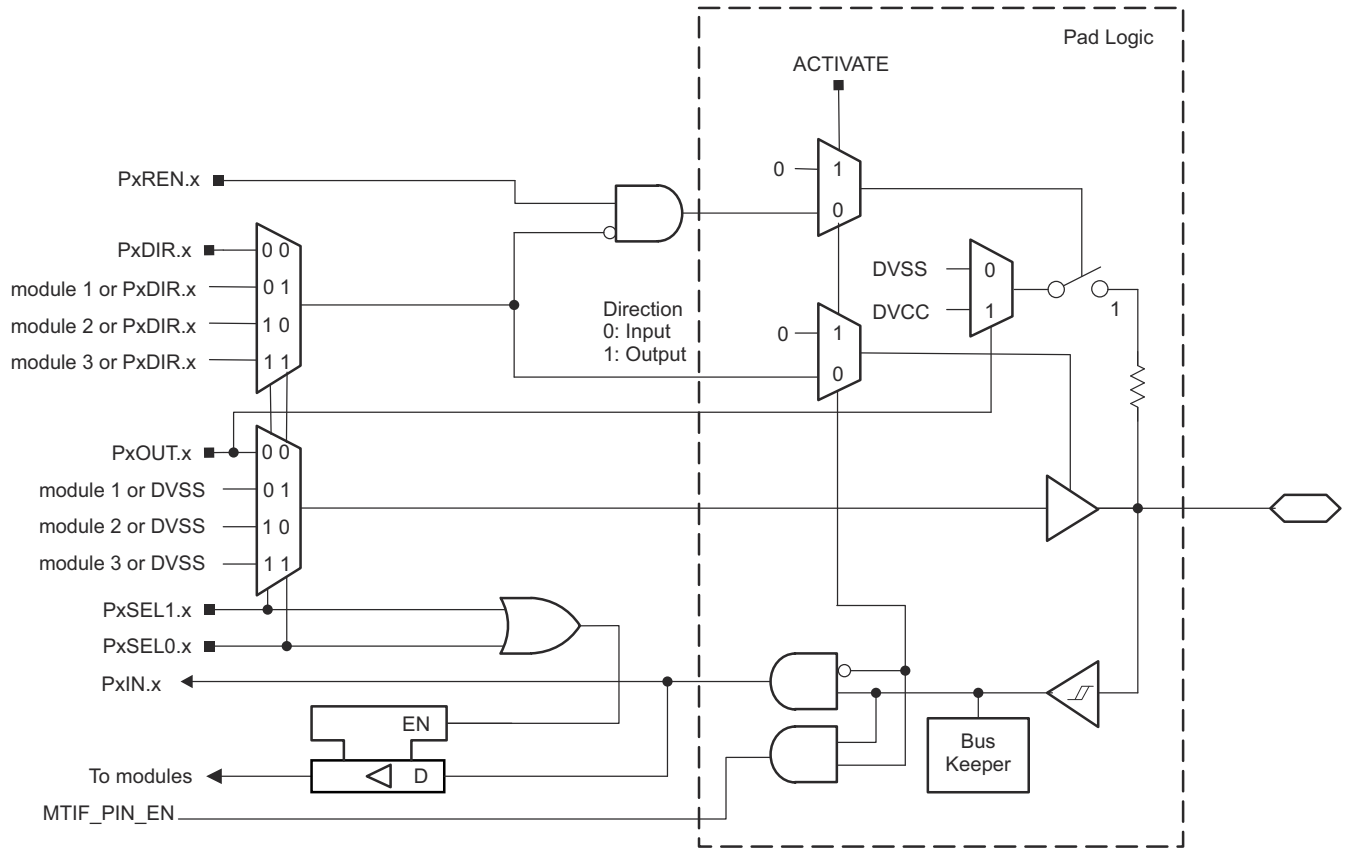 Pad Logic
ACTIVATE
PxREN.x
0
1
0
PxDIR.x
0 0
module 1 or PxDIR.x
0 1
module 2 or PxDIR.x
1 0
module 3 or PxDIR.x
1 1
Direction
0: Input
1: Output
0
1
0
DVSS
0
DVCC
1
1
PxOUT.x
0 0
module 1 or DVSS
0 1
module 2 or DVSS
1 0
module 3 or DVSS
1 1
PxSEL1.x
PxSEL0.x
PxIN.x
EN
D
To modules
MTIF_PIN_EN
Bus
Keeper